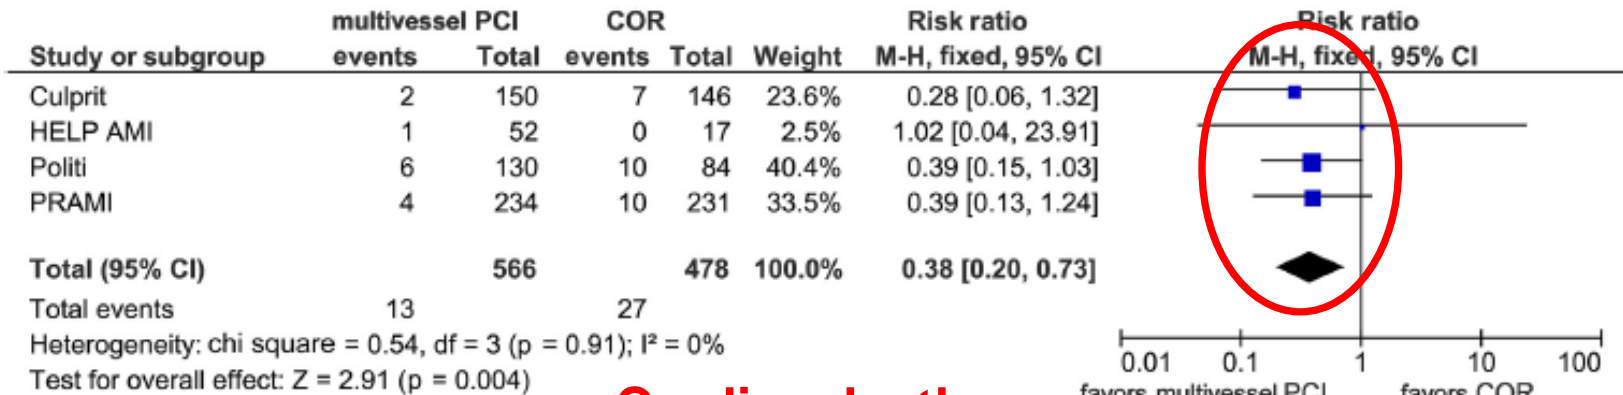 multivessel PCI COR Risk ratio Risk ratio
Study or subgroup events Total events Total Weight M-H, fixed, 95% CI M-H, fixed, 95% CI
Culprit 2 150 7 146 23.6% 0.28 [0.06, 1.32]
HELP AMI 1 52 0 17 2.5% 1.02 [0.04, 23.91]
Politi 6 130 10 84 40.4% 0.39 [0.15, 1.03]
PRAMI 4 234 10 231 33.5% 0.39 [0.13, 1.24]
Total (95% CI) 566 478 100.0% 0.38 [0.20, 0.73]
Total events 13 27
Heterogeneity: chi square = 0.54, df = 3 (p = 0.91); I² = 0%
0.01 0.1 1 10 100
Test for overall effect: Z = 2.91 (p = 0.004)
favors multivessel PCI favors COR